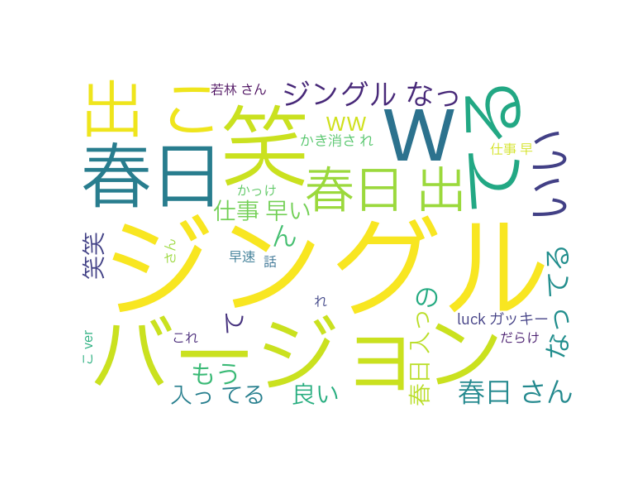 若林 さん
ジングル なっ
出
こ
笑
ww
w
てる
かき消さ れ
仕事 早
いい
春日
かっけ
春日 出
仕事 早い
ん
笑笑
さん
早速
話
ジングル
なっ てる
れ
の
luck ガッキー
て
これ
だらけ
こ ver
バージョン
もう
春日 入っ
入っ てる
良い
春日 さん